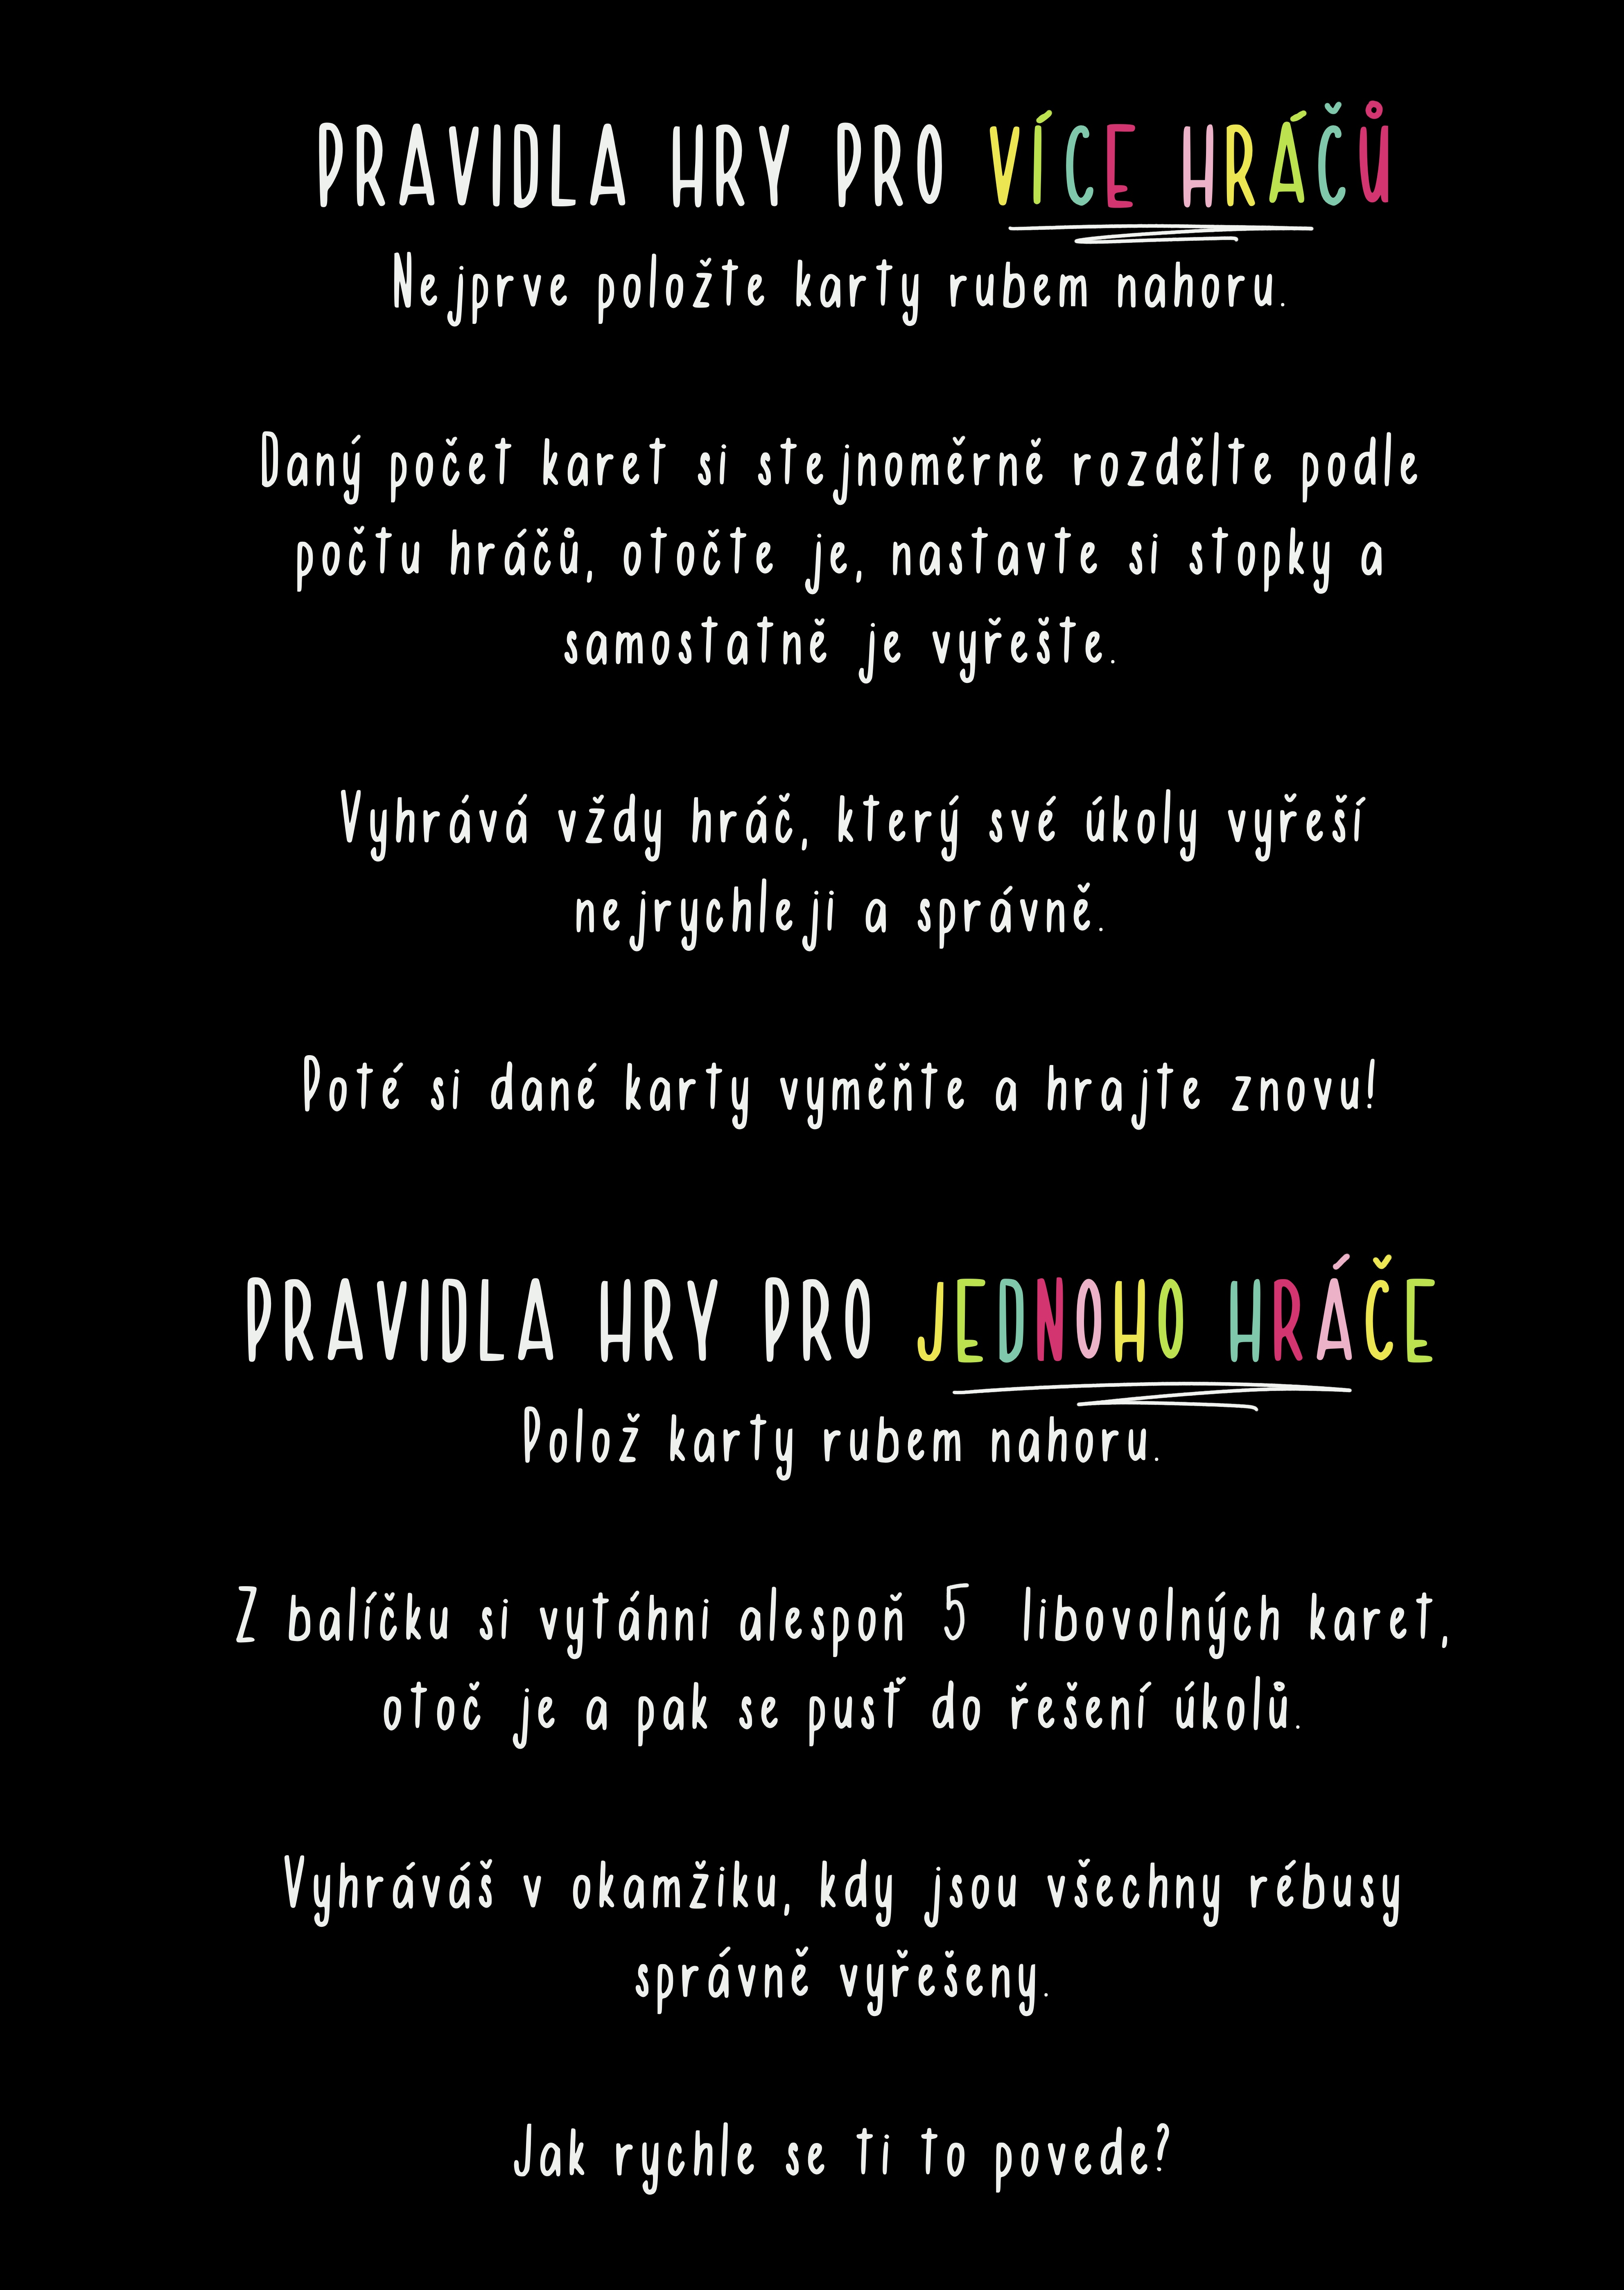 PRAVIDLA HRY PRO VÍCE HRÁČŮ
Nejprve položte karty rubem nahoru.
Daný počet karet si stejnoměrně rozdělte podle
počtu hráčů, otočte je, nastavte si stopky a
samostatně je vyřešte.
Vyhrává vždy hráč, který své úkoly vyřeší
nejrychleji a správně.
Poté si dané karty vyměňte a hrajte znovu!
PRAVIDLA HRY PRO JEDNOHO HRÁČE
Polož karty rubem nahoru.
Z balíčku si vytáhni alespoň 5 libovolných karet,
otoč je a pak se pusť do řešení úkolů.
Vyhráváš v okamžiku, kdy jsou všechny rébusy
správně vyřešeny.
Jak rychle se ti to povede?